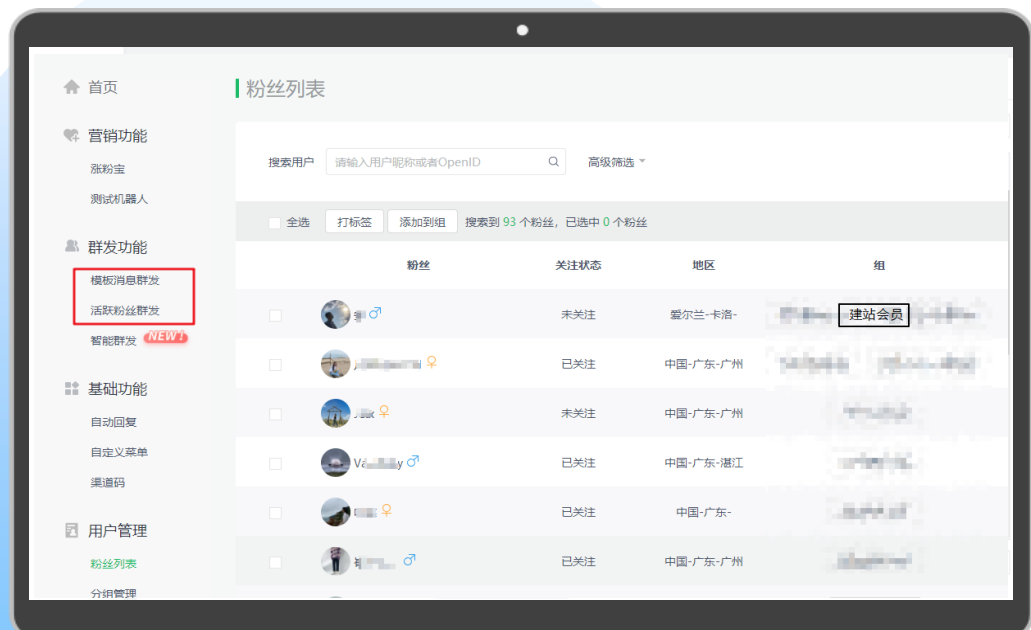 首页
营销功能
涨粉宝
测试机器人
群发功能
模板消息群发
活跃粉丝群发
智能群发 NEW!
基础功能
自动回复
自定义菜单
渠道码
用户管理
粉丝列表
分组管理
粉丝列表
搜索用户 请输入用户昵称或者OpenID 高级筛选
全选 打标签 添加到组 搜索到 93 个粉丝，已选中 0 个粉丝
粉丝 关注状态 地区 组
未关注 爱尔兰-卡洛- 建站会员
已关注 中国-广东-广州
未关注 中国-广东-广州
已关注 中国-广东-湛江
已关注 中国-广东-
已关注 中国-广东-广州